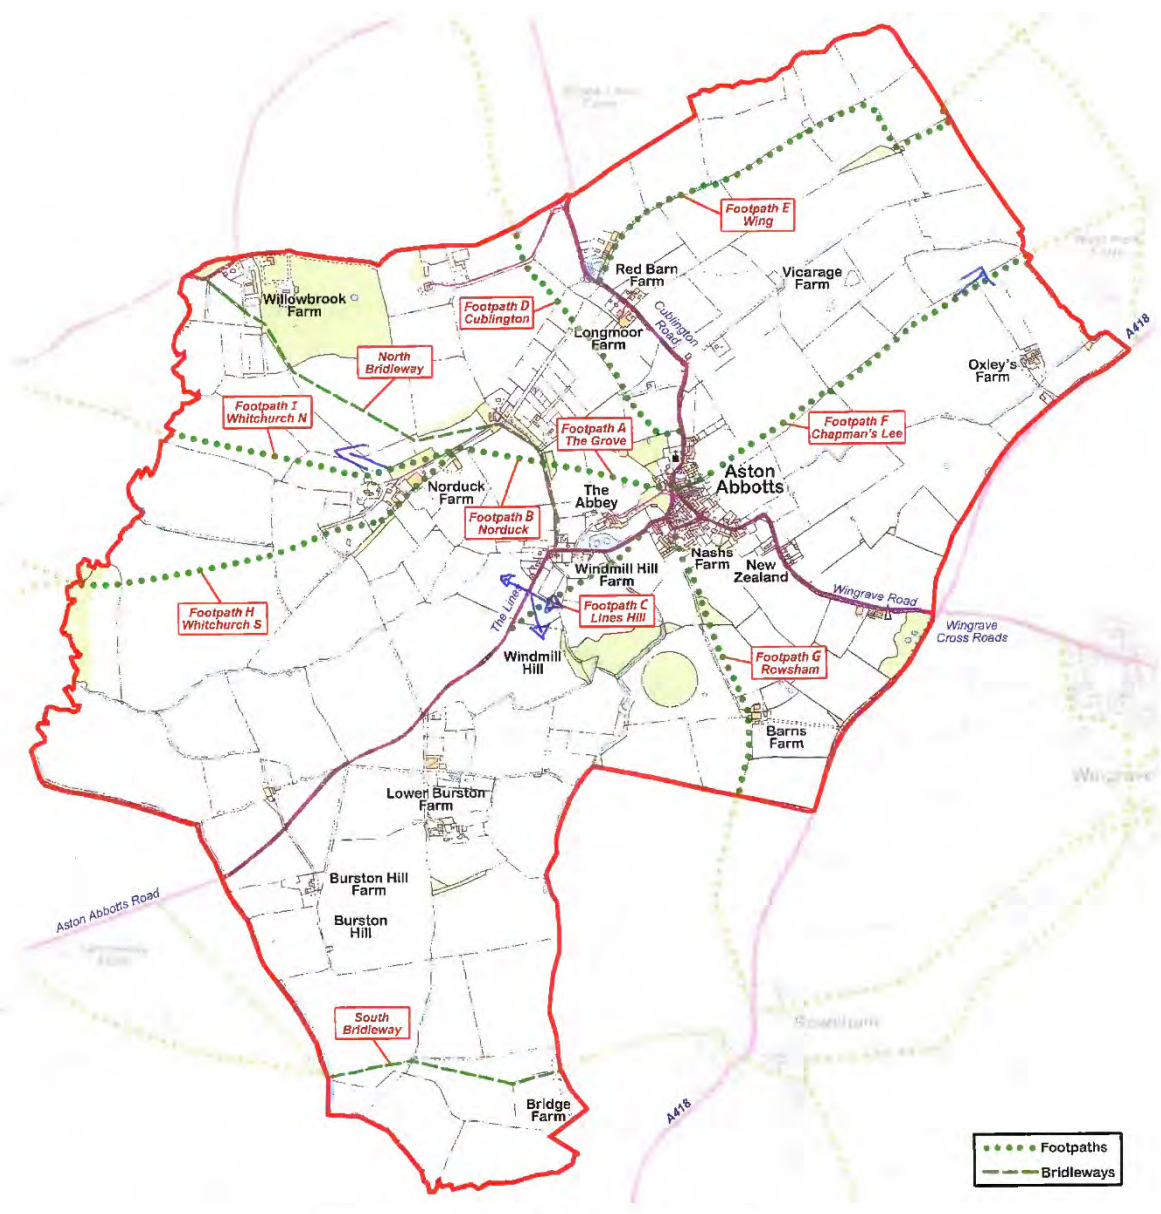 Footpath E
Wing
Red Barn
Farm
Vicarage
Farm
Willowbrook
Farm
Footpath D
Cublington
Cublington
Road
Longmoor
Farm
A418
Oxley's
Farm
North
Bridleway
Footpath I
Whitchurch N
Footpath A
The Grove
Footpath F
Chapman's Lee
Aston
Abbotts
Norduck
Farm
The
Abbey
Footpath B
Norduck
Nashs
Farm
New
Zealand
Windmill Hill
Farm
Wingrave Road
Footpath H
Whitchurch S
The Lines
Footpath C
Lines Hill
Wingrave
Cross Roads
Windmill
Hill
Footpath G
Rowsham
Barns
Farm
Wingrave
Lower Burston
Farm
Burston Hill
Farm
Aston Abbotts Road
Burston
Hill
South
Bridleway
Rowsham
Bridge
Farm
A418
Footpaths
Bridleways